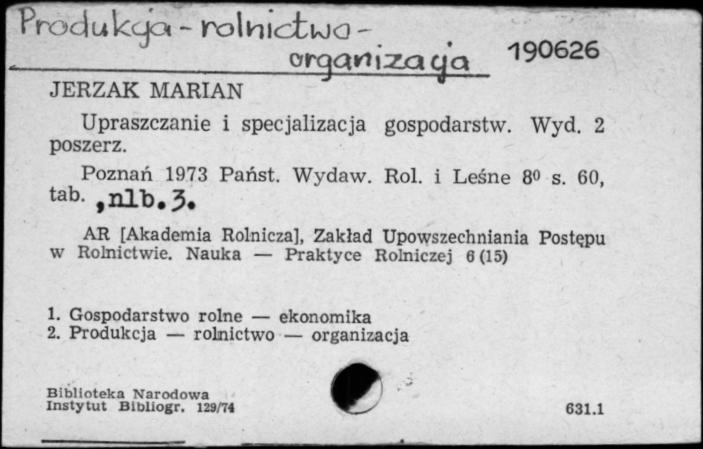 Produkcja - rolnictwo -
organizacja 190626
JERZAK MARIAN
Upraszczanie i specjalizacja gospodarstw. Wyd. 2
poszerz.
Poznań 1973 Państ. Wydaw. Rol. i Leśne 8⁰ s. 60,
tab. , nlb. 3.
AR [Akademia Rolnicza], Zakład Upowszechniania Postępu
w Rolnictwie. Nauka — Praktyce Rolniczej 6 (15)
1. Gospodarstwo rolne — ekonomika
2. Produkcja — rolnictwo — organizacja
Biblioteka Narodowa
Instytut Bibliogr. 129/74 631.1